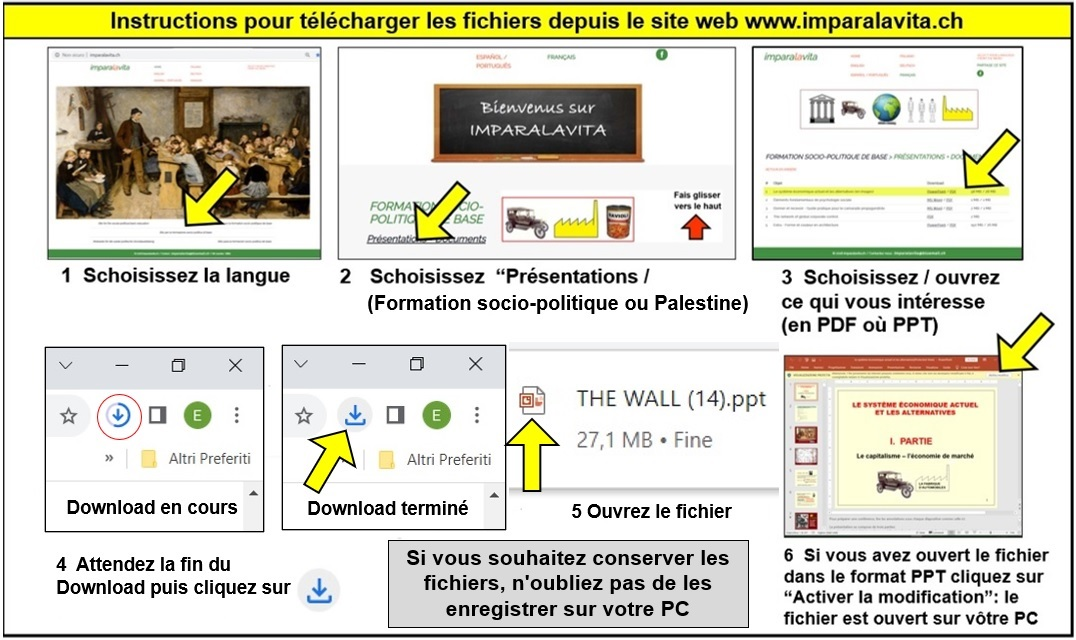 Instructions pour télécharger les fichiers depuis le site web www.imparalavita.ch
imparalavita
1 Schoisissez la langue
ESPAÑOL /
PORTUGUÊS
FRANÇAIS
f
Bienvenus sur
IMPARALAVITA
FORMATION SOCIO-
POLITIQUE DE BASE
Présentations - Documents
RAVIOLI
Fais glisser
vers le haut
2 Schoisissez “Présentations /
(Formation socio-politique ou Palestine)
imparalavita
FORMATION SOCIO-POLITIQUE DE BASE > PRÉSENTATIONS + DOCUM
3 Schoisissez / ouvrez
ce qui vous intéresse
(en PDF où PPT)
E
» Altri Preferiti
Download en cours
E
Altri Preferiti
Download terminé
4 Attendez la fin du
Download puis cliquez sur
THE WALL (14).ppt
27,1 MB • Fine
5 Ouvrez le fichier
Si vous souhaitez conserver les
fichiers, n'oubliez pas de les
enregistrer sur votre PC
LE SYSTÈME ÉCONOMIQUE ACTUEL
ET LES ALTERNATIVES
I. PARTIE
Le capitalisme – l'économie de marché
6 Si vous avez ouvert le fichier
dans le format PPT cliquez sur
“Activer la modification”: le
fichier est ouvert sur vôtre PC